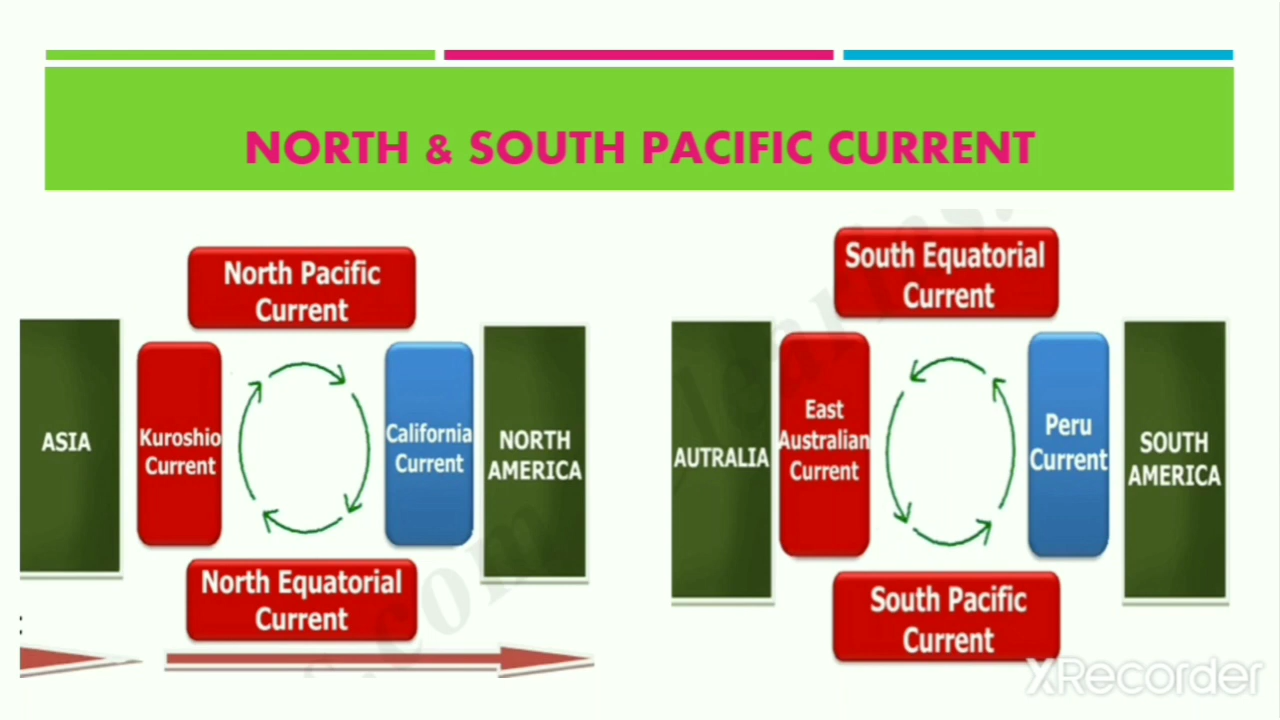 NORTH & SOUTH PACIFIC CURRENT
North Pacific
Current
ASIA
Kuroshio
Current
California
Current
NORTH
AMERICA
North Equatorial
Current
South Equatorial
Current
AUTRALIA
East
Australian
Current
Peru
Current
SOUTH
AMERICA
South Pacific
Current
XRecorder